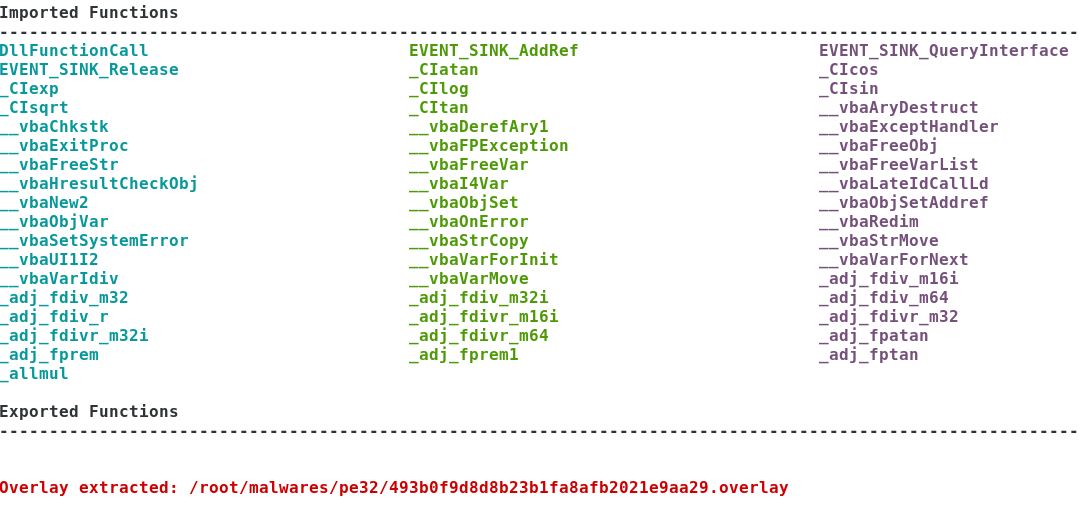 Imported Functions
------------------------------------------------------------------------------------------------------------
DllFunctionCall EVENT_SINK_AddRef EVENT_SINK_QueryInterface
EVENT_SINK_Release _CIatan _CIcos
_CIexp _CIlog _CIsin
_CIsqrt _CItan __vbaAryDestruct
__vbaChkstk __vbaDerefAry1 __vbaExceptHandler
__vbaExitProc __vbaFPException __vbaFreeObj
__vbaFreeStr __vbaFreeVar __vbaFreeVarList
__vbaHresultCheckObj __vbaI4Var __vbaLateIdCallLd
__vbaNew2 __vbaObjSet __vbaObjSetAddref
__vbaObjVar __vbaOnError __vbaRedim
__vbaSetSystemError __vbaStrCopy __vbaStrMove
__vbaUI1I2 __vbaVarForInit __vbaVarForNext
__vbaVarIdiv __vbaVarMove _adj_fdiv_m16i
_adj_fdiv_m32 _adj_fdiv_m32i _adj_fdiv_m64
_adj_fdiv_r _adj_fdivr_m16i _adj_fdivr_m32
_adj_fdivr_m32i _adj_fdivr_m64 _adj_fpatan
_adj_fprem _adj_fprem1 _adj_fptan
_allmul
Exported Functions
------------------------------------------------------------------------------------------------------------
Overlay extracted: /root/malwares/pe32/493b0f9d8d8b23b1fa8afb2021e9aa29.overlay